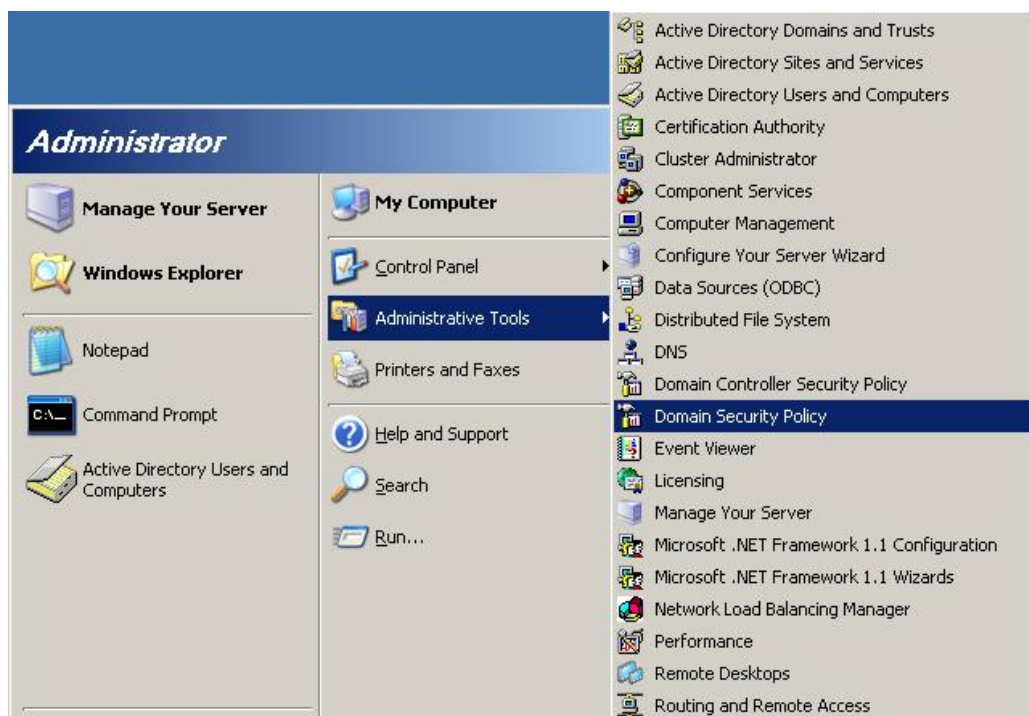 Administrator
Manage Your Server
Windows Explorer
Notepad
C:\_
Command Prompt
Active Directory Users and
Computers
My Computer
Control Panel
Administrative Tools
Printers and Faxes
Help and Support
Search
Run...
Active Directory Domains and Trusts
Active Directory Sites and Services
Active Directory Users and Computers
Certification Authority
Cluster Administrator
Component Services
Computer Management
Configure Your Server Wizard
Data Sources (ODBC)
Distributed File System
DNS
Domain Controller Security Policy
Domain Security Policy
Event Viewer
Licensing
Manage Your Server
Microsoft .NET Framework 1.1 Configuration
Microsoft .NET Framework 1.1 Wizards
Network Load Balancing Manager
Performance
Remote Desktops
Routing and Remote Access